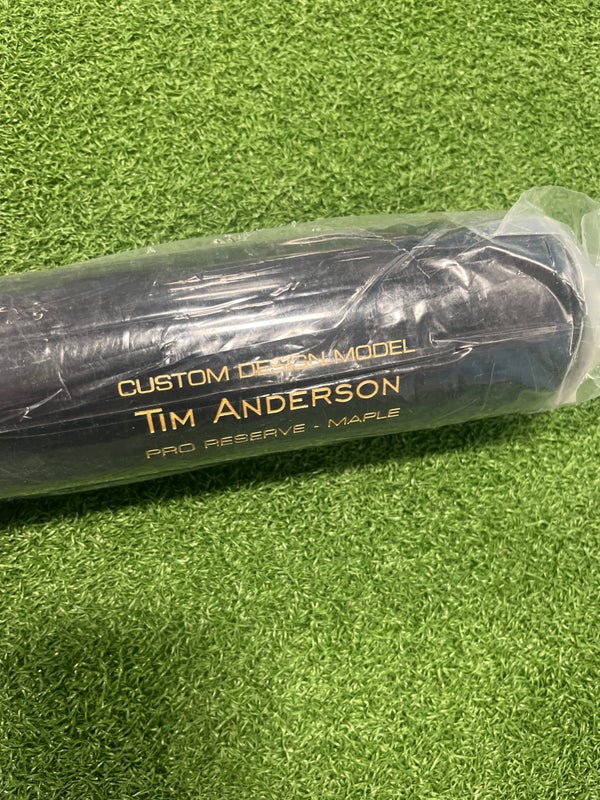 CUSTOM DESIGN MODEL
TIM ANDERSON
PRO RESERVE - MAPLE